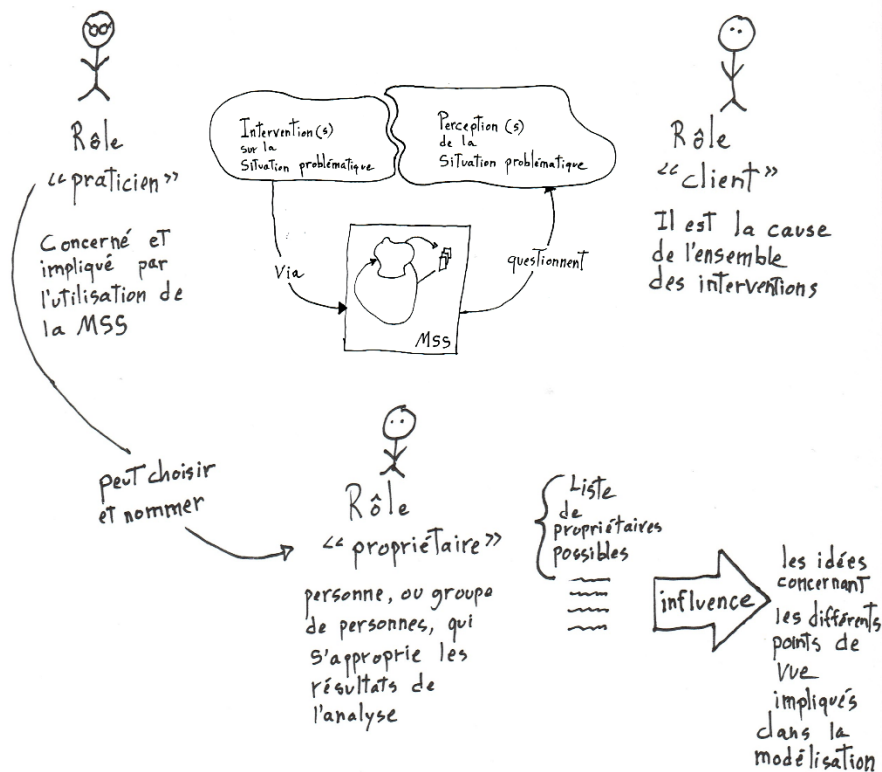 Rôle
"praticien"
Concerné et
impliqué par
l'utilisation de
la MSS
Intervention(s)
sur la
Situation problématique
Perception(s)
de la
Situation problématique
Via
questionnent
MSS
Rôle
"client"
Il est la cause
de l'ensemble
des interventions
peut choisir
et nommer
Rôle
"propriétaire"
personne, ou groupe
de personnes, qui
s'approprie les
résultats de
l'analyse
Liste
de
propriétaires
possibles
influence
les idées
concernant
les différents
points de
vue
impliqués
dans la
modélisation